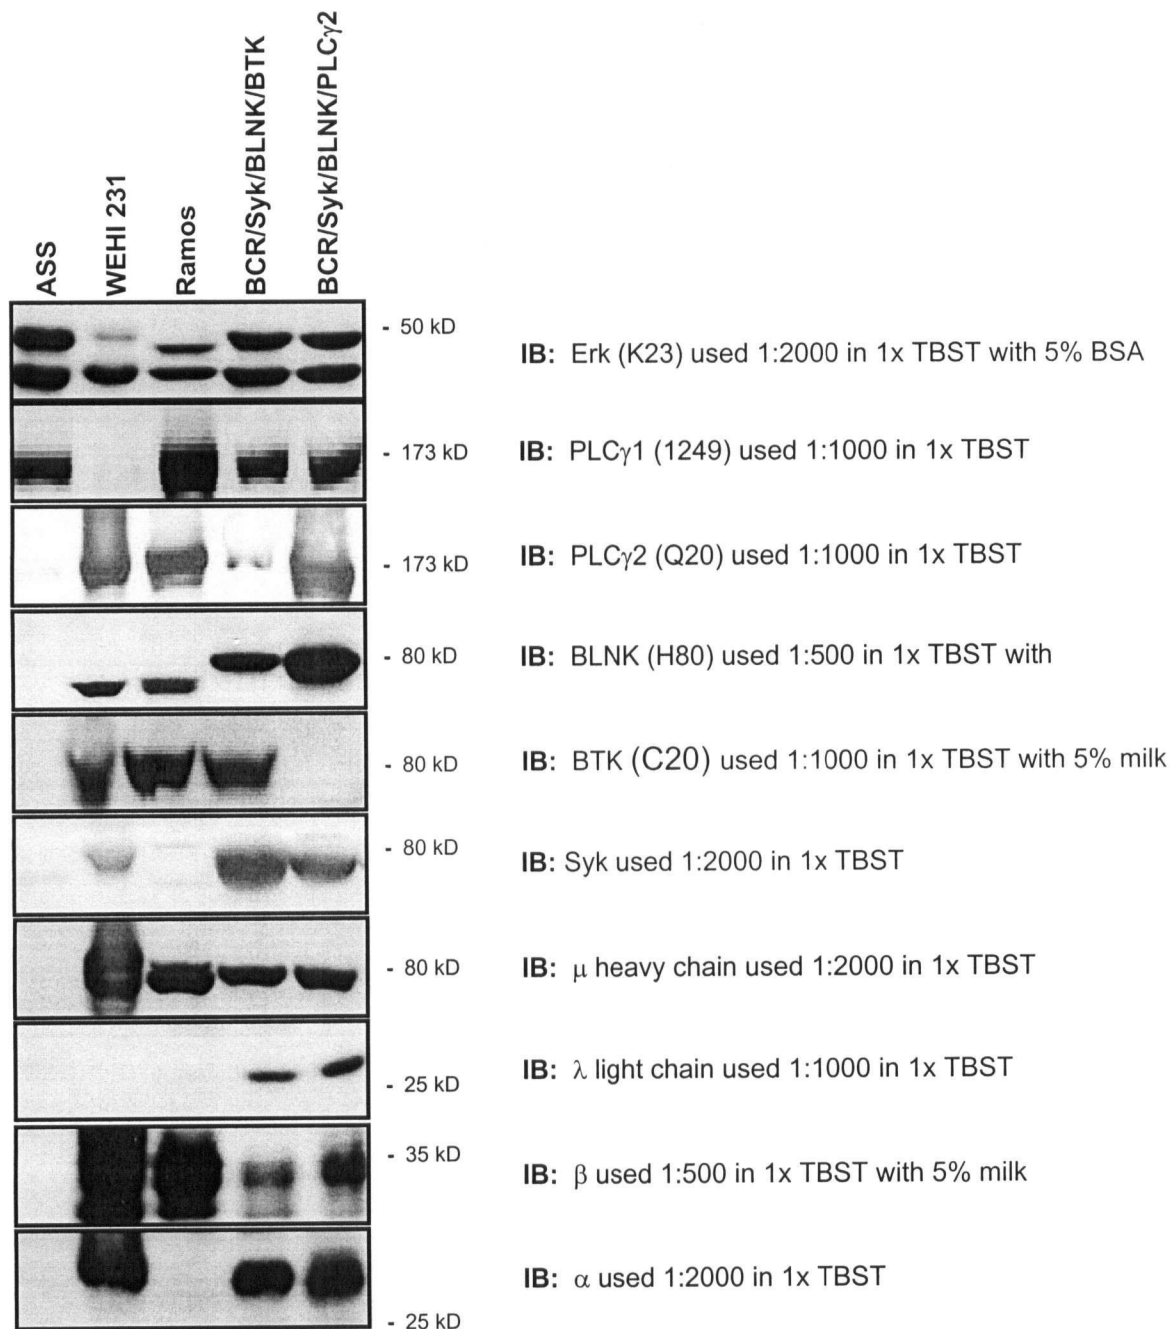 ASS
WEHI 231
Ramos
BCR/Syk/BLNK/BTK
BCR/Syk/BLNK/PLCγ2
- 50 kD
IB: Erk (K23) used 1:2000 in 1x TBST with 5% BSA
- 173 kD
IB: PLCγ1 (1249) used 1:1000 in 1x TBST
- 173 kD
IB: PLCγ2 (Q20) used 1:1000 in 1x TBST
- 80 kD
IB: BLNK (H80) used 1:500 in 1x TBST with
- 80 kD
IB: BTK (C20) used 1:1000 in 1x TBST with 5% milk
- 80 kD
IB: Syk used 1:2000 in 1x TBST
- 80 kD
IB: μ heavy chain used 1:2000 in 1x TBST
- 25 kD
IB: λ light chain used 1:1000 in 1x TBST
- 35 kD
IB: β used 1:500 in 1x TBST with 5% milk
IB: α used 1:2000 in 1x TBST
- 25 kD